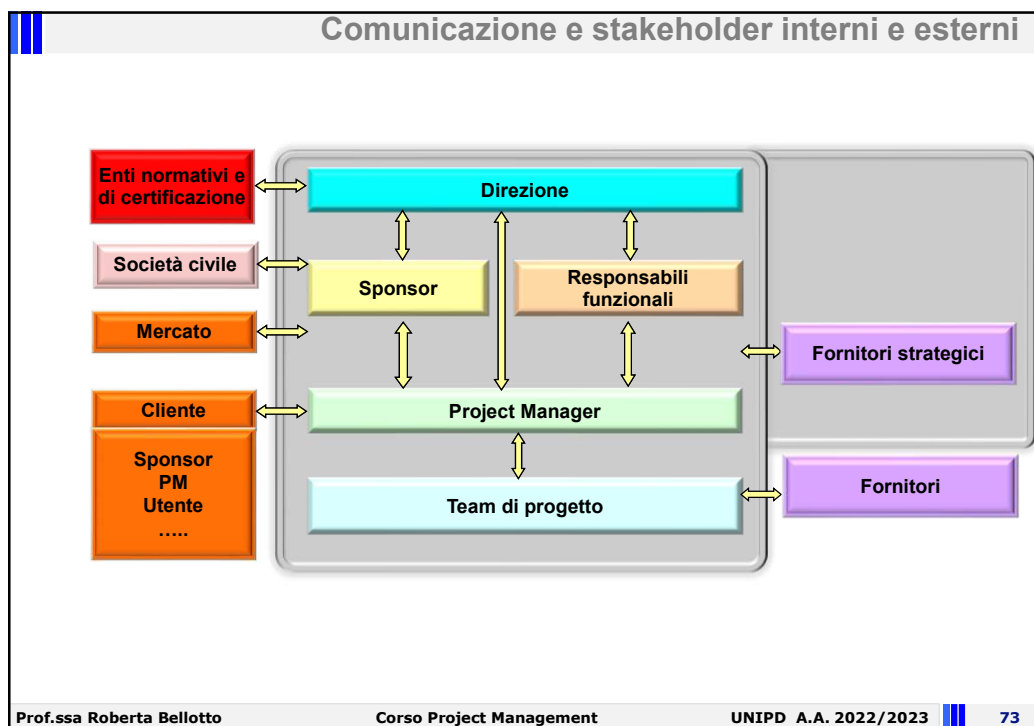 Comunicazione e stakeholder interni e esterni
Enti normativi e
di certificazione
Direzione
Società civile
Sponsor
Responsabili
funzionali
Mercato
Fornitori strategici
Cliente
Project Manager
Sponsor
PM
Utente
…..
Team di progetto
Fornitori
Prof.ssa Roberta Bellotto
Corso Project Management
UNIPD A.A. 2022/2023
73